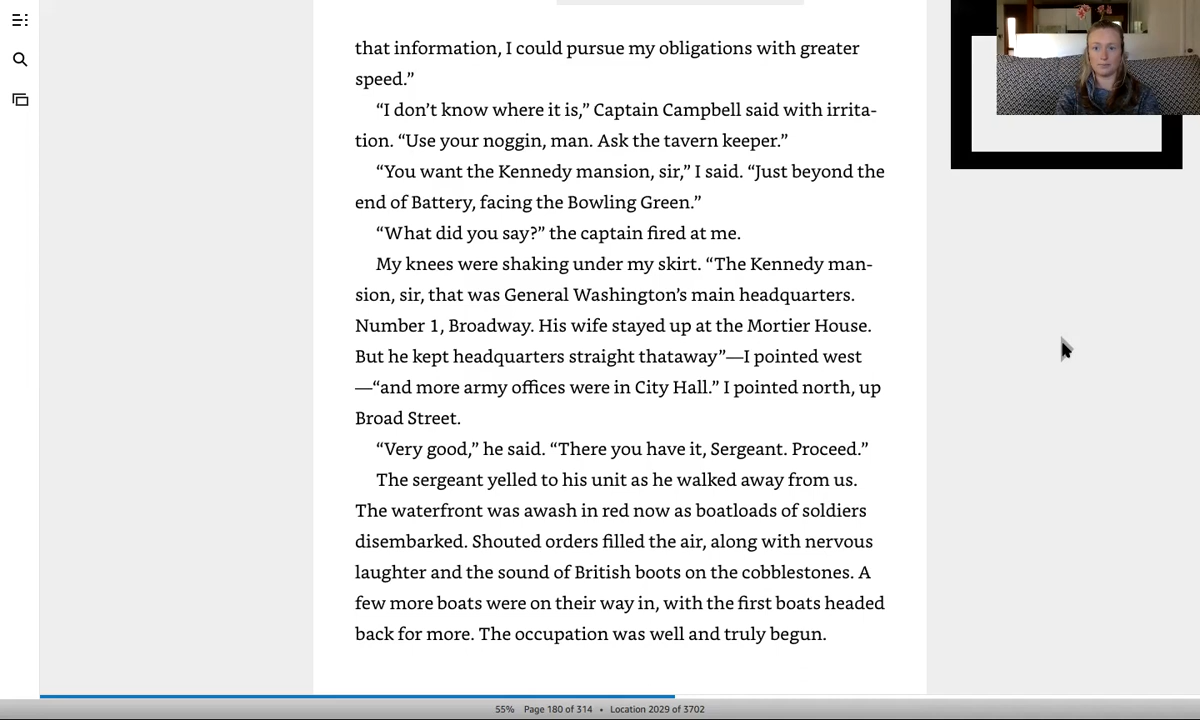 that information, I could pursue my obligations with greater
speed.”
“I don’t know where it is,” Captain Campbell said with irrita-
tion. “Use your noggin, man. Ask the tavern keeper.”
“You want the Kennedy mansion, sir,” I said. “Just beyond the
end of Battery, facing the Bowling Green.”
“What did you say?” the captain fired at me.
My knees were shaking under my skirt. “The Kennedy man-
sion, sir, that was General Washington’s main headquarters.
Number 1, Broadway. His wife stayed up at the Mortier House.
But he kept headquarters straight thataway”—I pointed west
—“and more army offices were in City Hall.” I pointed north, up
Broad Street.
“Very good,” he said. “There you have it, Sergeant. Proceed.”
The sergeant yelled to his unit as he walked away from us.
The waterfront was awash in red now as boatloads of soldiers
disembarked. Shouted orders filled the air, along with nervous
laughter and the sound of British boots on the cobblestones. A
few more boats were on their way in, with the first boats headed
back for more. The occupation was well and truly begun.
55% Page 180 of 314 • Location 2029 of 3702